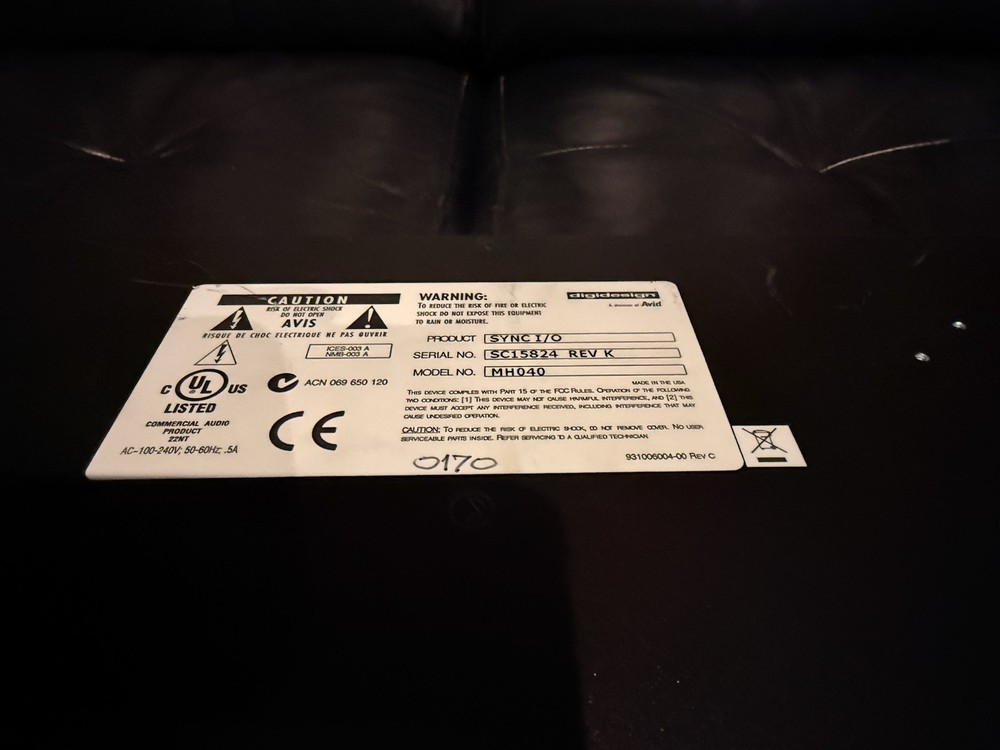 CAUTION
RISK OF ELECTRIC SHOCK
DO NOT OPEN
AVIS
RISQUE DE CHOC ELECTRIQUE NE PAS OUVRIR
ICES-003 A
NMB-003 A
C UL US
LISTED
COMMERCIAL AUDIO
PRODUCT
22NT
AC~100-240V; 50-60Hz; .5A
ACN 069 650 120
CE
WARNING:
TO REDUCE THE RISK OF FIRE OR ELECTRIC
SHOCK DO NOT EXPOSE THIS EQUIPMENT
TO RAIN OR MOISTURE.
digidesign
A division of Avid
PRODUCT SYNC I/O
SERIAL NO. SC15824 REV K
MODEL NO. MH040
MADE IN THE USA
THIS DEVICE COMPLIES WITH PART 15 OF THE FCC RULES. OPERATION OF THE FOLLOWING
TWO CONDITIONS: [1] THIS DEVICE MAY NOT CAUSE HARMFUL INTERFERENCE, AND [2] THIS
DEVICE MUST ACCEPT ANY INTERFERENCE RECEIVED, INCLUDING INTERFERENCE THAT MAY
CAUSE UNDESIRED OPERATION.
CAUTION: TO REDUCE THE RISK OF ELECTRIC SHOCK, DO NOT REMOVE COVER. NO USER
SERVICEABLE PARTS INSIDE. REFER SERVICING TO A QUALIFIED TECHNICIAN
931006004-00 REV C
0170